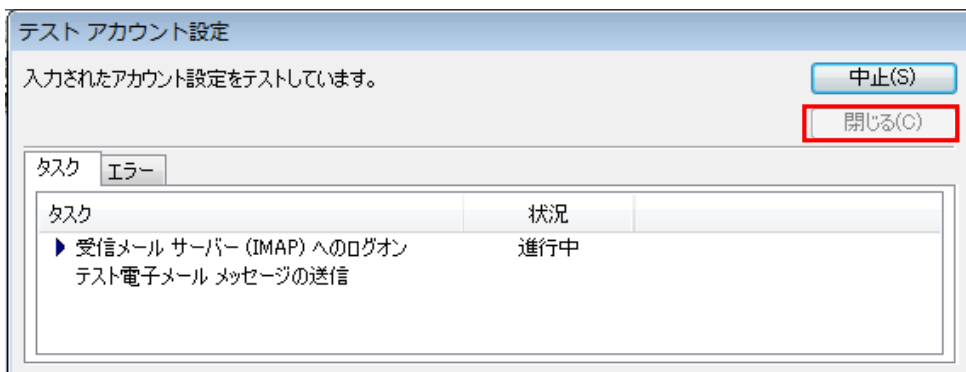 テスト アカウント設定
入力されたアカウント設定をテストしています。
中止(S)
閉じる(C)
タスク エラー
タスク 状況
受信メール サーバー (IMAP) へのログオン 進行中
テスト電子メール メッセージの送信